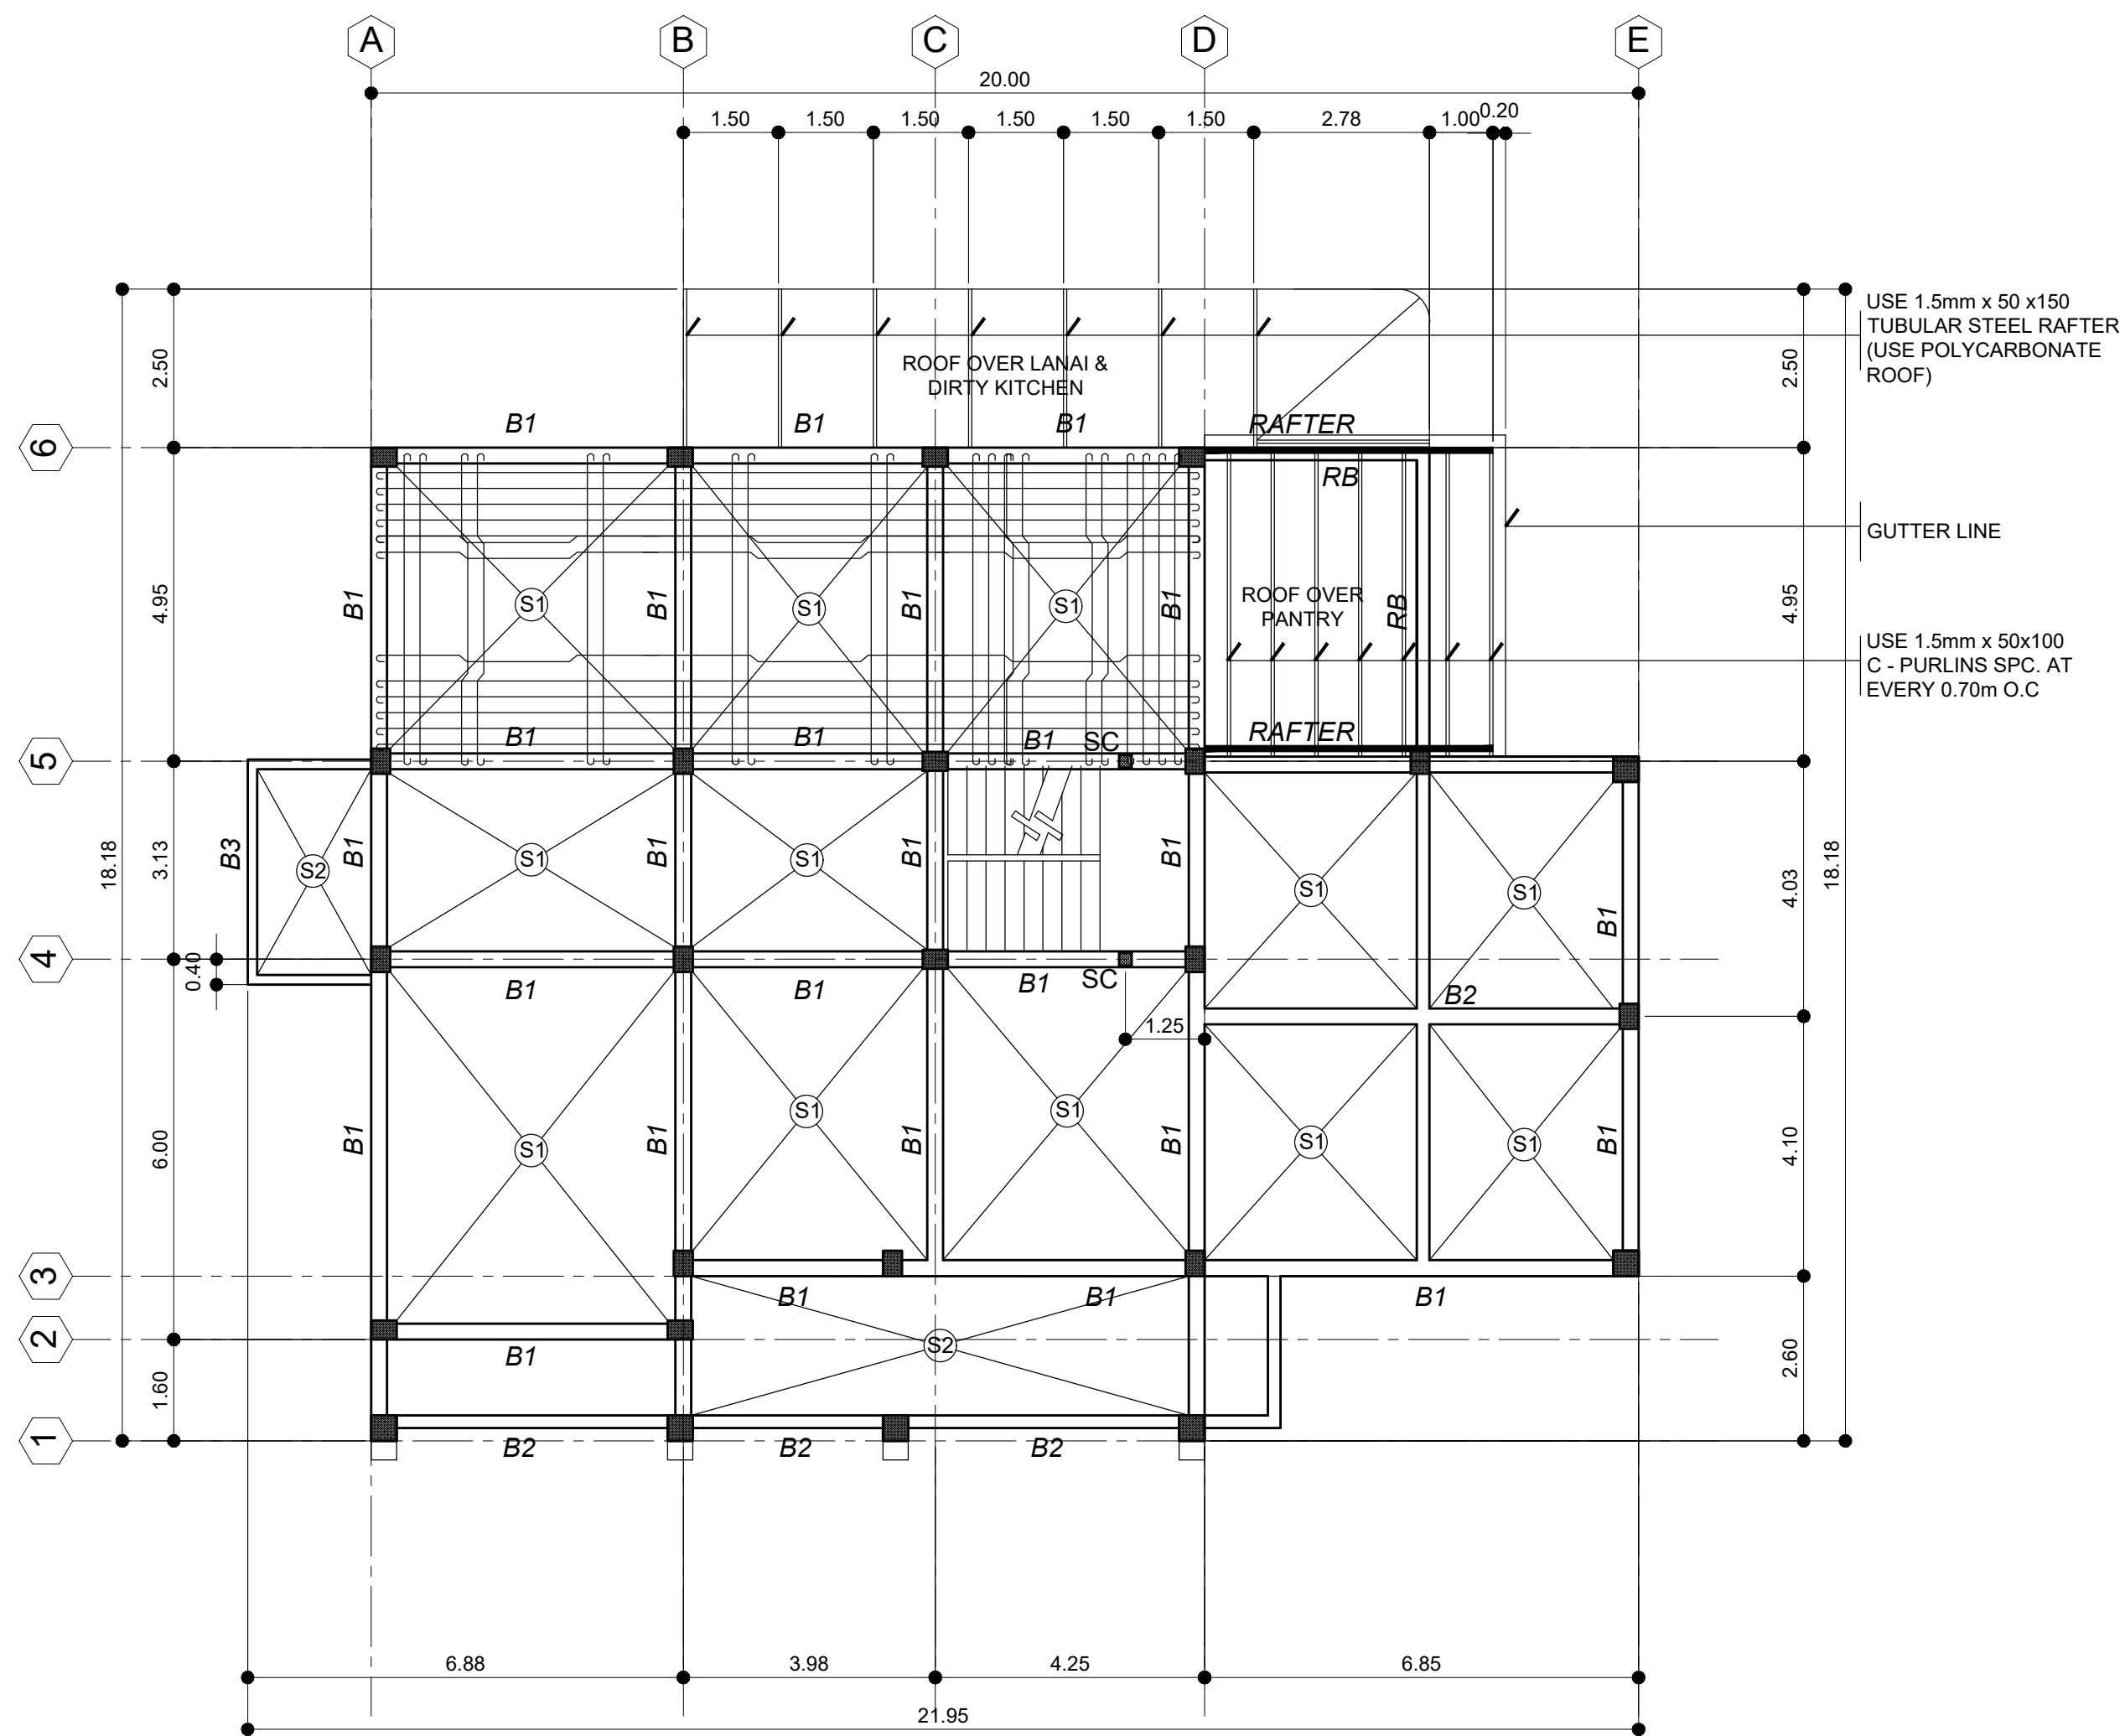 A B C D E
20.00
1.50 1.50 1.50 1.50 1.50 1.50 2.78 1.00 0.20
USE 1.5mm x 50 x150
TUBULAR STEEL RAFTER
(USE POLYCARBONATE
ROOF)
2.50
2.50
ROOF OVER LANAI &
DIRTY KITCHEN
B1 B1 B1 RAFTER
6
RB
GUTTER LINE
4.95
B1 S1 B1 S1 B1 S1 B1
ROOF OVER
PANTRY
RB
4.95
USE 1.5mm x 50x100
C - PURLINS SPC. AT
EVERY 0.70m O.C
B1 B1 B1 SC RAFTER
5
18.18
3.13
B3 S2 B1 S1 B1 S1 B1 B1 S1 S1 B1
4.03
18.18
4
0.40
B1 B1 B1 SC B2
1.25
6.00
B1 S1 B1 S1 B1 S1 B1 S1 S1 B1
4.10
3
B1 B1 B1
2
B1 S2
1.60
2.60
1
B2 B2 B2
6.88 3.98 4.25 6.85
21.95